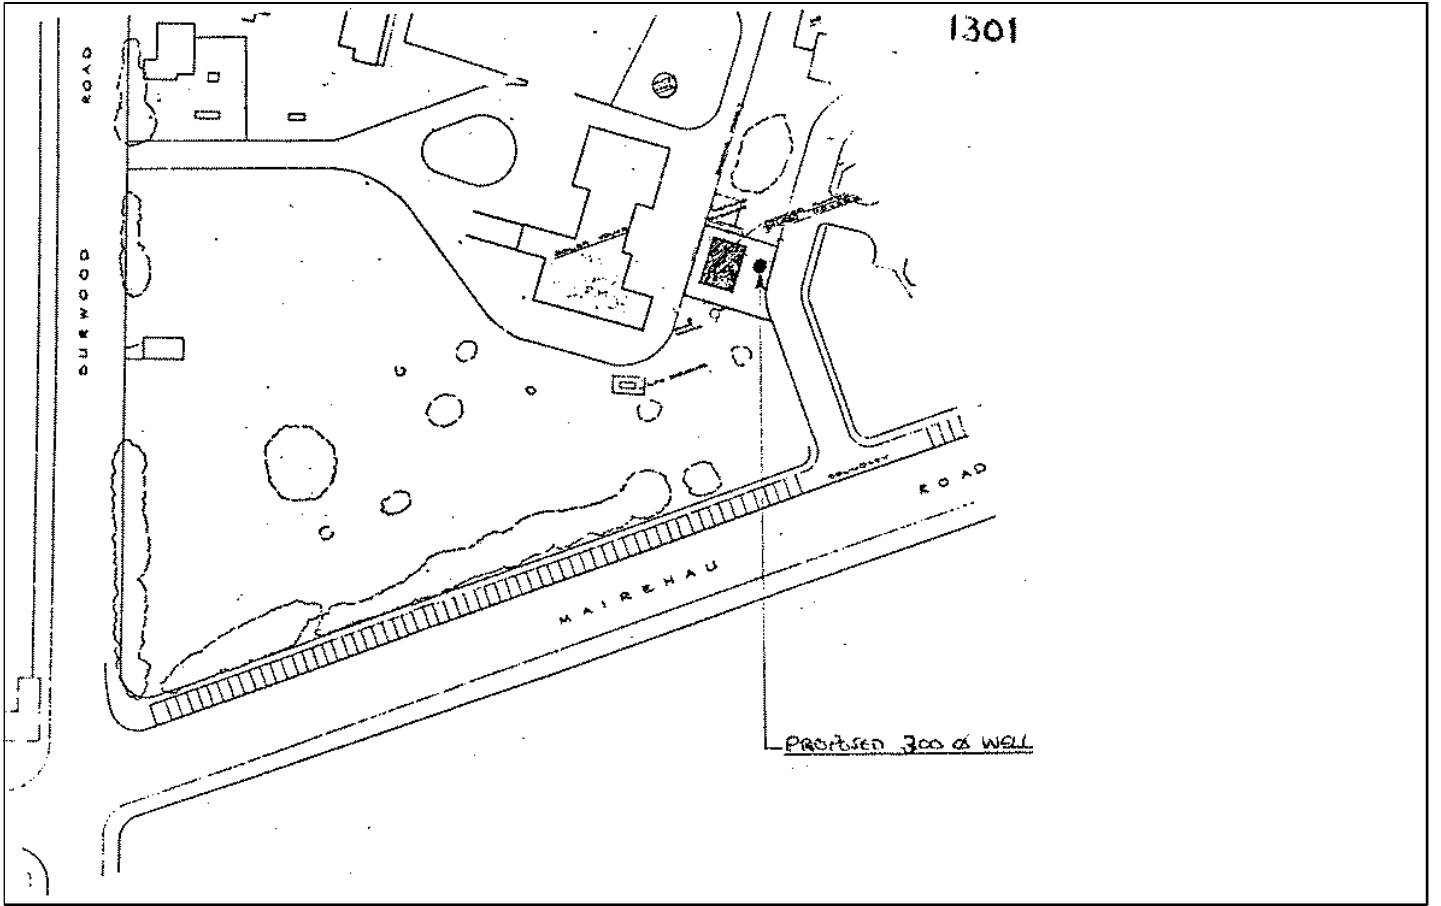 1301
ROAD
DURWOOD
ROAD
MAIREHAU
PROPOSED 300 Ø WELL